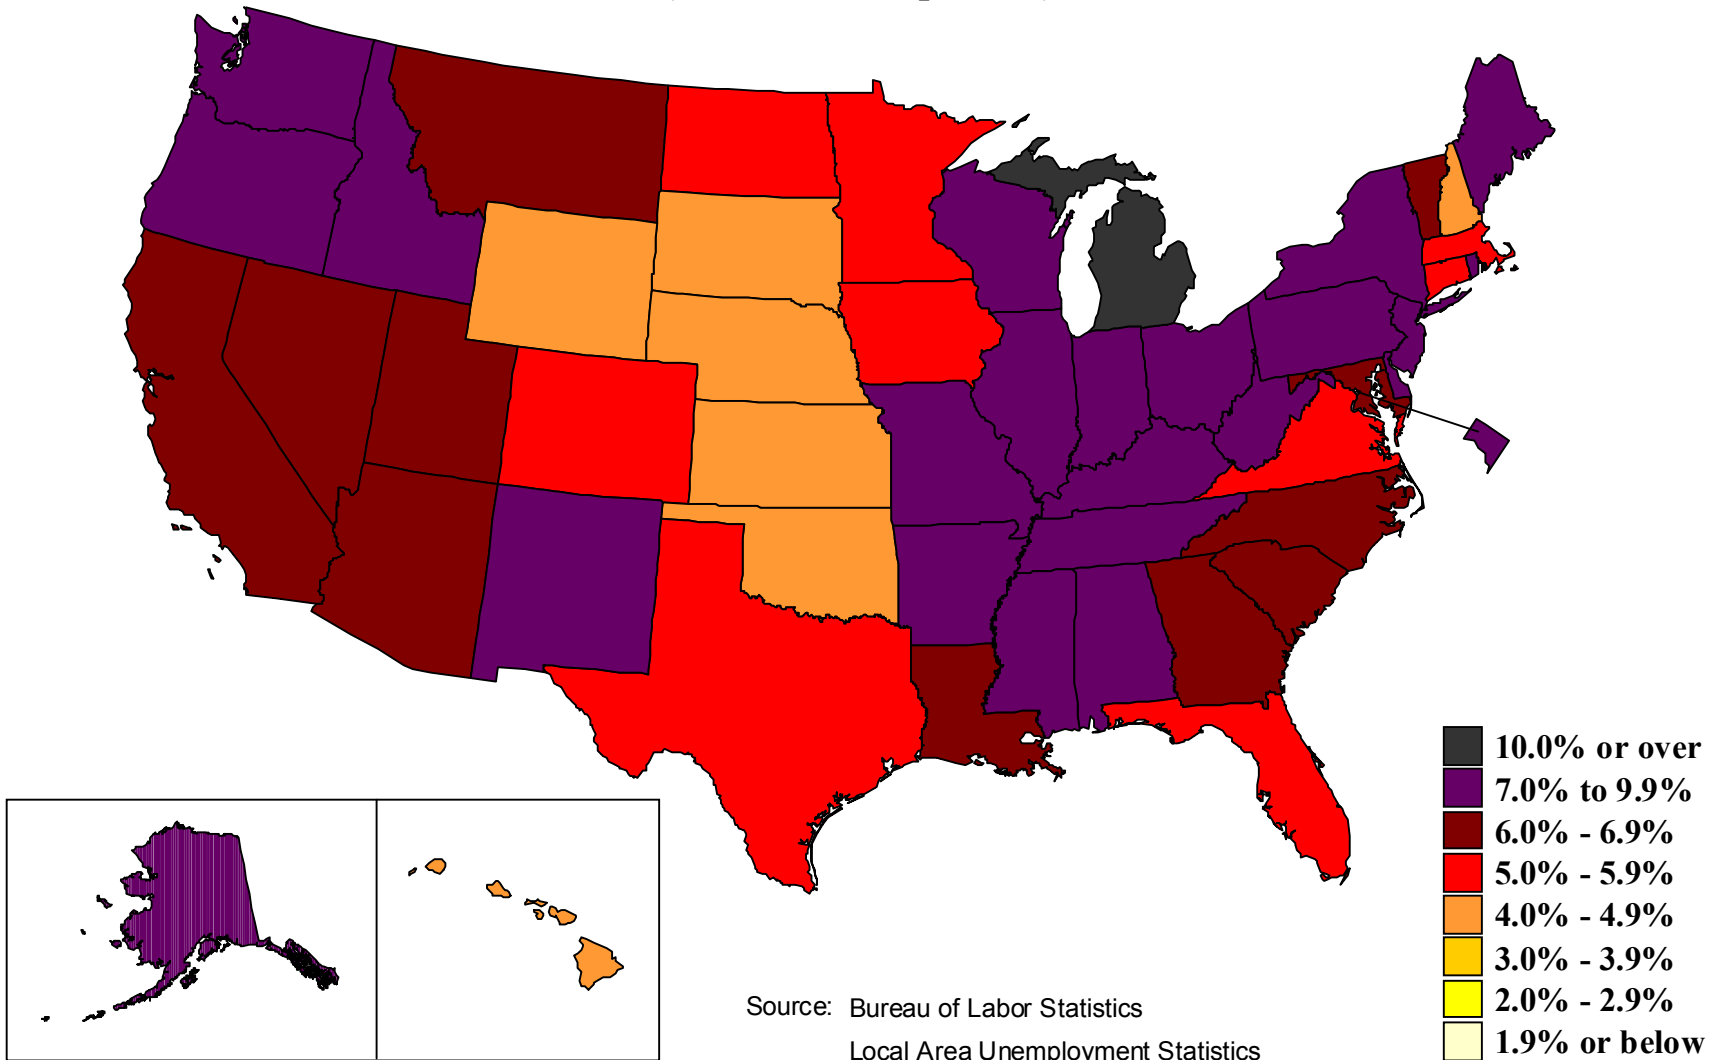 10.0% or over
7.0% to 9.9%
6.0% - 6.9%
5.0% - 5.9%
4.0% - 4.9%
3.0% - 3.9%
2.0% - 2.9%
1.9% or below
Source: Bureau of Labor Statistics
Local Area Unemployment Statistics